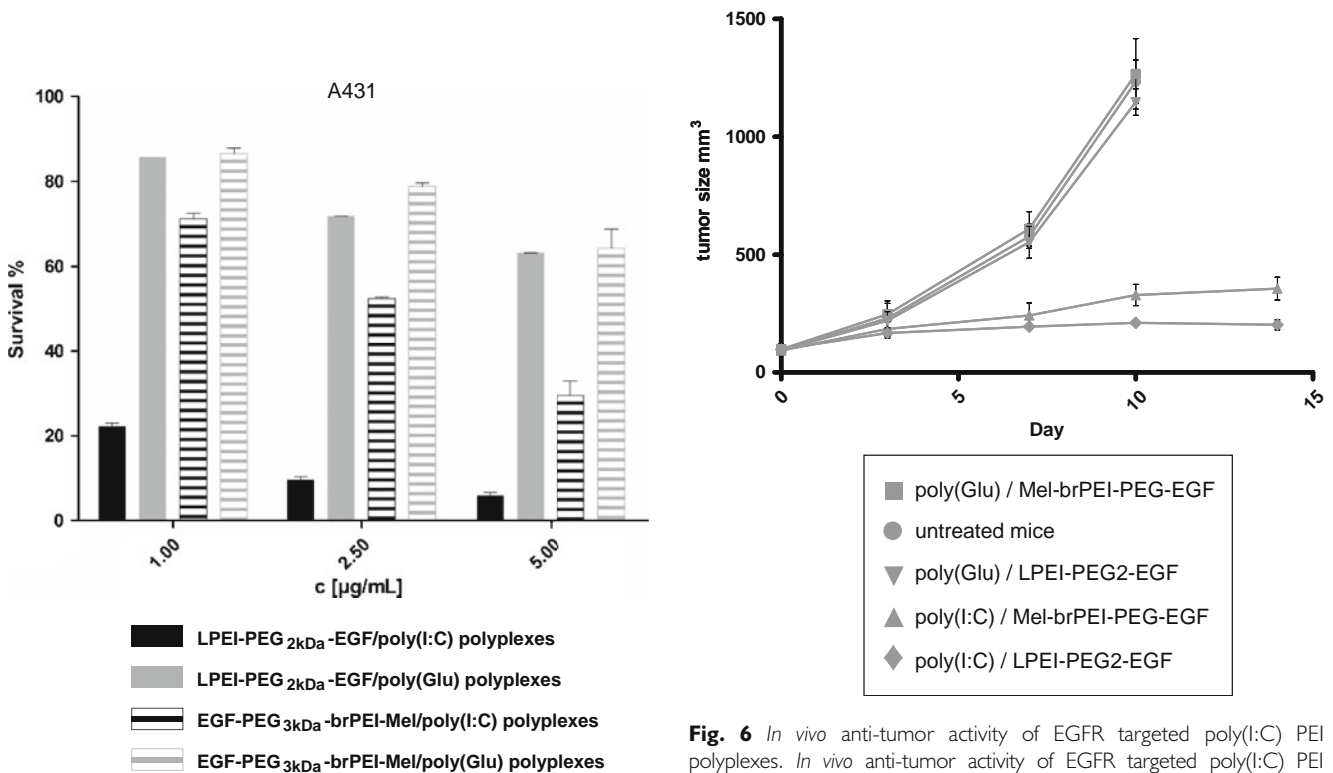 A431
100
80
60
40
20
0
Survival %
1.00
2.50
5.00
c [µg/mL]
LPEI-PEG2kDa-EGF/poly(I:C) polyplexes
LPEI-PEG2kDa-EGF/poly(Glu) polyplexes
EGF-PEG3kDa-brPEI-Mel/poly(I:C) polyplexes
EGF-PEG3kDa-brPEI-Mel/poly(Glu) polyplexes
1500
1000
500
0
tumor size mm³
0
5
10
15
Day
poly(Glu) / Mel-brPEI-PEG-EGF
untreated mice
poly(Glu) / LPEI-PEG2-EGF
poly(I:C) / Mel-brPEI-PEG-EGF
poly(I:C) / LPEI-PEG2-EGF
Fig. 6 In vivo anti-tumor activity of EGFR targeted poly(I:C) PEI
polyplexes. In vivo anti-tumor activity of EGFR targeted poly(I:C) PEI